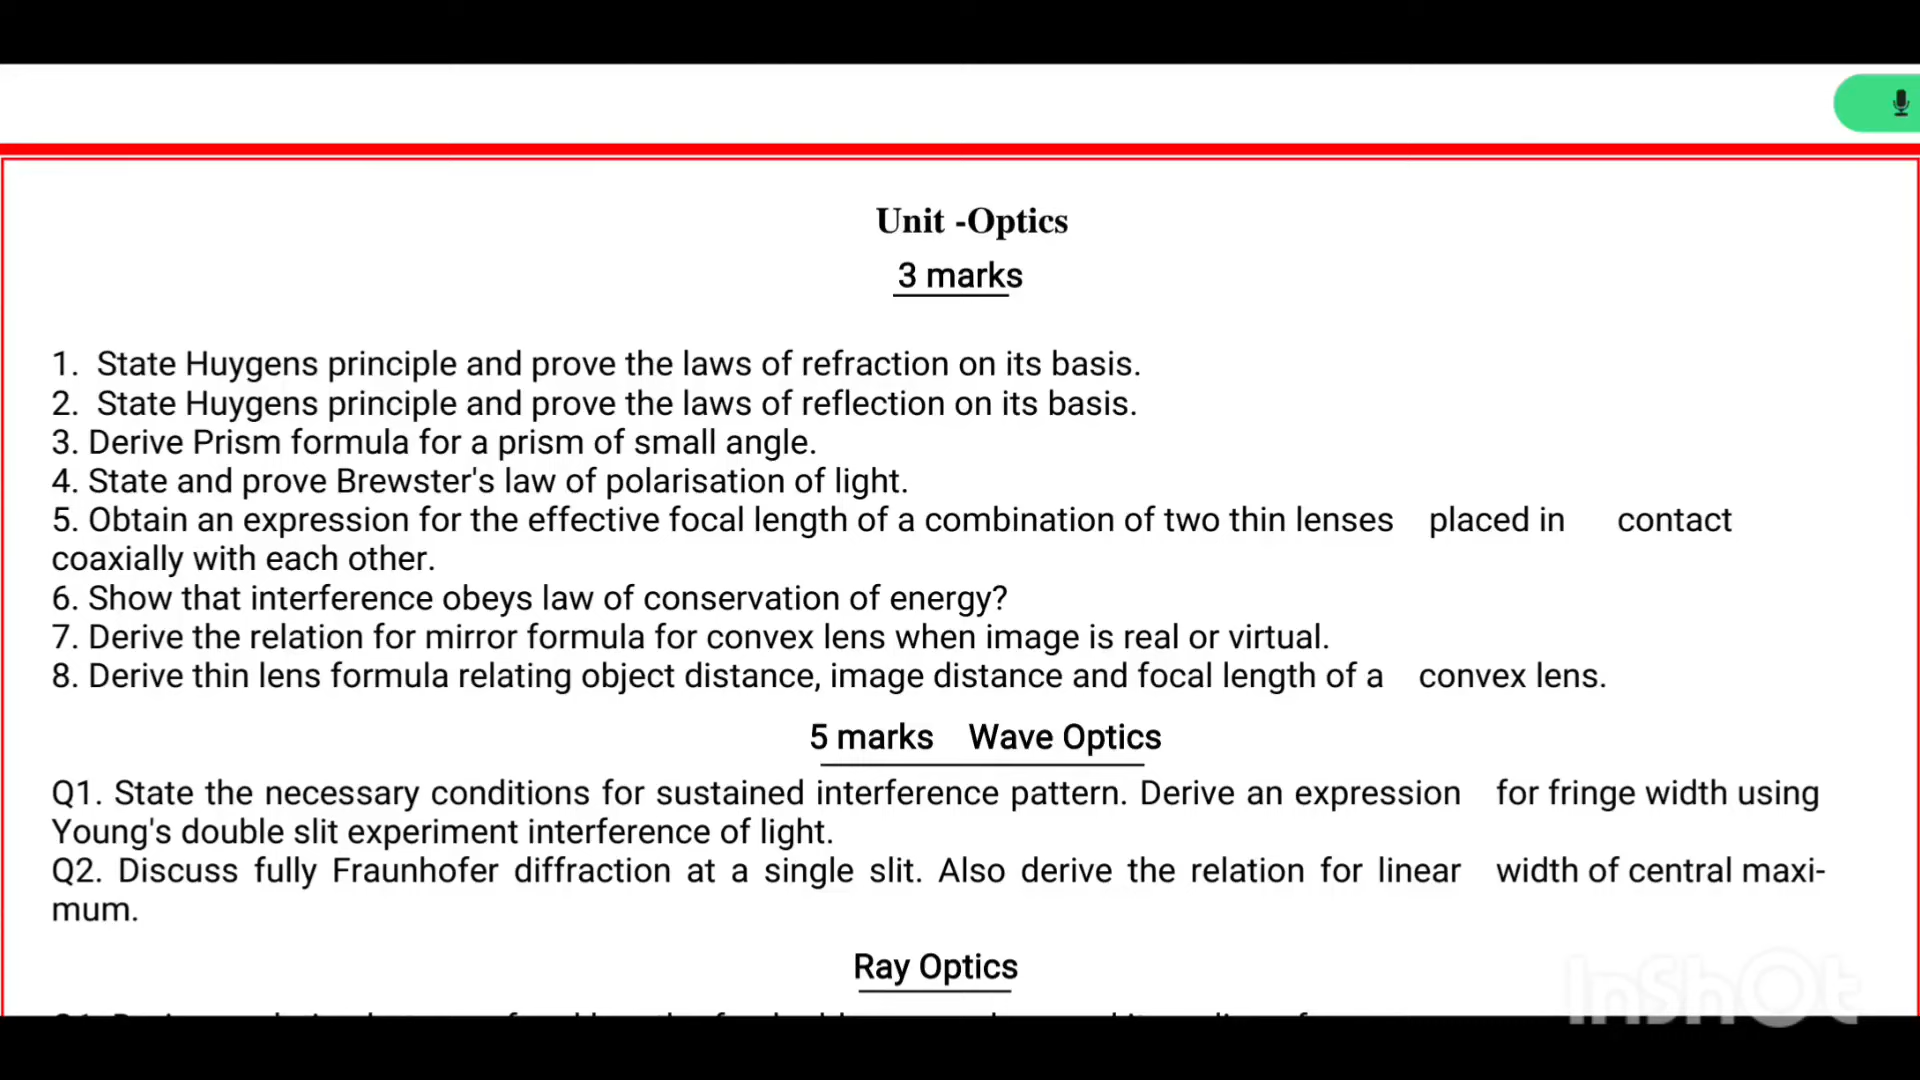 Unit -Optics
3 marks
1. State Huygens principle and prove the laws of refraction on its basis.
2. State Huygens principle and prove the laws of reflection on its basis.
3. Derive Prism formula for a prism of small angle.
4. State and prove Brewster's law of polarisation of light.
5. Obtain an expression for the effective focal length of a combination of two thin lenses placed in contact
coaxially with each other.
6. Show that interference obeys law of conservation of energy?
7. Derive the relation for mirror formula for convex lens when image is real or virtual.
8. Derive thin lens formula relating object distance, image distance and focal length of a convex lens.
5 marks Wave Optics
Q1. State the necessary conditions for sustained interference pattern. Derive an expression for fringe width using
Young's double slit experiment interference of light.
Q2. Discuss fully Fraunhofer diffraction at a single slit. Also derive the relation for linear width of central maxi-
mum.
Ray Optics
InShOt